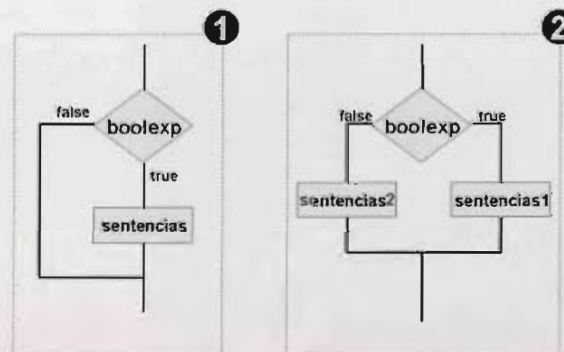 1
false
boolexp
true
sentencias
2
false
boolexp
true
sentencias2
sentencias1